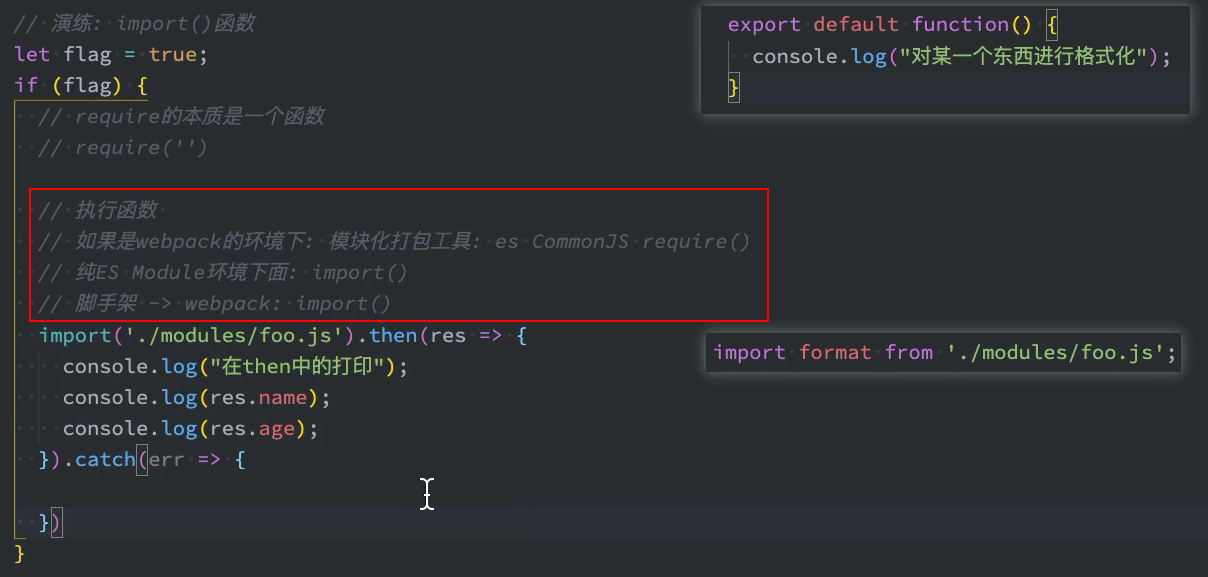 // 演练: import()函数
let flag = true;
if (flag) {
// require的本质是一个函数
// require('')
// 执行函数
// 如果是webpack的环境下: 模块化打包工具: es CommonJS require()
// 纯ES Module环境下面: import()
// 脚手架 -> webpack: import()
import('./modules/foo.js').then(res => {
console.log("在then中的打印");
console.log(res.name);
console.log(res.age);
}).catch(err => {
})
}
export default function() {
console.log("对某一个东西进行格式化");
}
import format from './modules/foo.js';